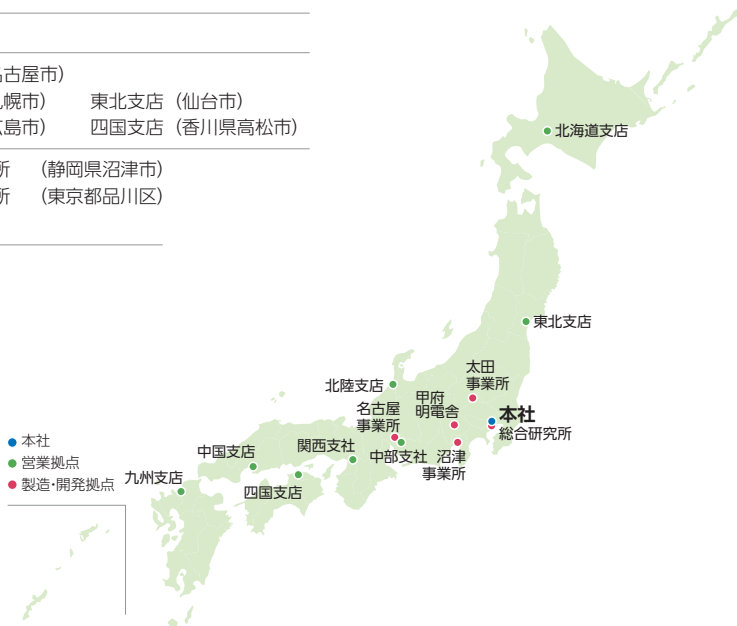 名古屋市）
札幌市） 東北支店（仙台市）
広島市） 四国支店（香川県高松市）
所 （静岡県沼津市）
所 （東京都品川区）
北海道支店
東北支店
太田
事業所
北陸支店
甲府
明電舎
名古屋
事業所
本社
総合研究所
本社
営業拠点
製造・開発拠点
中国支店
関西支社
中部支社
沼津
事業所
九州支店
四国支店